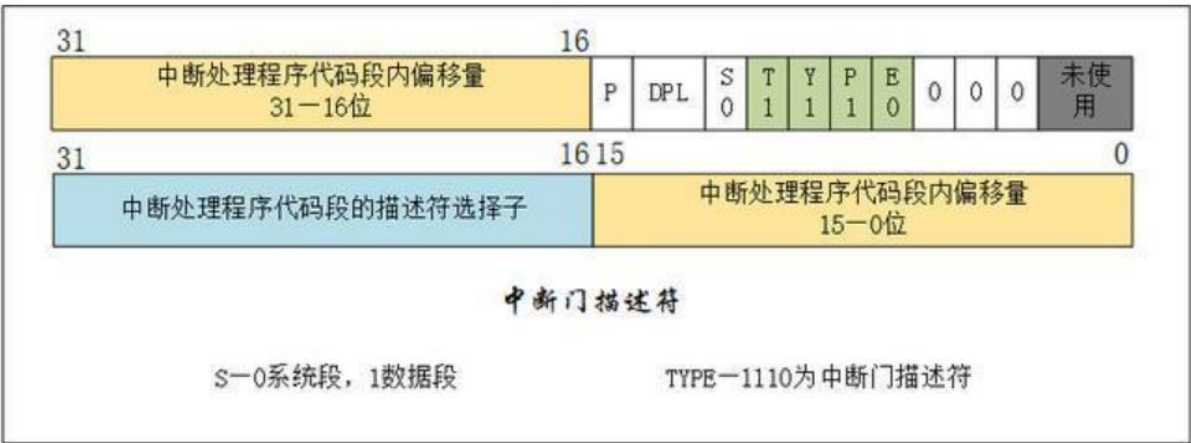 31 16
中断处理程序代码段内偏移量
31—16位
P DPL S 0 T 1 Y 1 P 1 E 0 0 0 0 未使用
31 16 15 0
中断处理程序代码段的描述符选择子
中断处理程序代码段内偏移量
15—0位
中断门描述符
S—0系统段，1数据段 TYPE—1110为中断门描述符